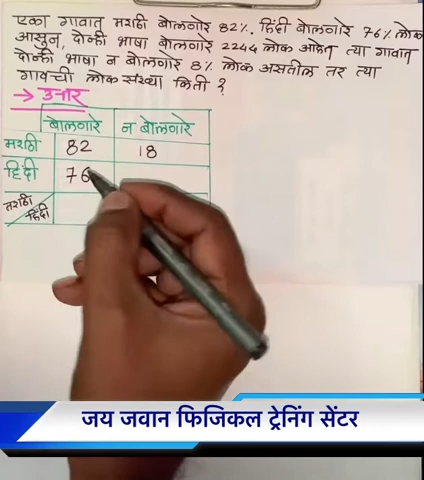 एका गावात मराठी बोलणारे 82%. हिंदी बोलणारे 76% लोक
असुन, दोन्ही भाषा बोलणारे 2244 लोक आहेत त्या गावात
दोन्ही भाषा न बोलणारे 8% लोक असतील तर त्या
गावची लोकसंख्या किती ?
→ उत्तर
बोलणारे न बोलणारे
मराठी 82 18
हिंदी 76
मराठी/हिंदी
जय जवान फिजिकल ट्रेनिंग सेंटर